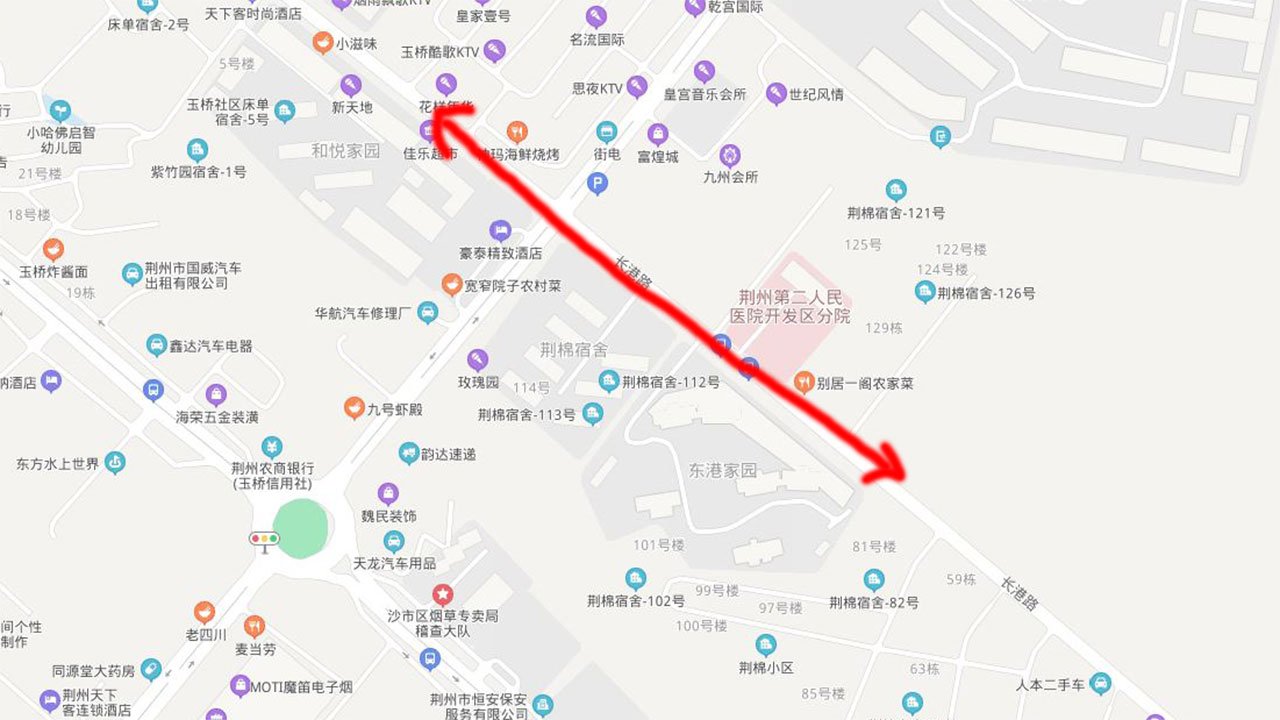 床单宿舍-2号
天下客时尚酒店
皇家壹号
乾宫国际
小滋味
玉桥酷歌KTV
名流国际
5号楼
思夜KTV
皇宫音乐会所
世纪风情
新天地
玉桥社区床单
宿舍-5号
小哈佛启智
幼儿园
和悦家园
佳乐超市
海鲜烧烤
街电
富煌城
九州会所
紫竹园宿舍-1号
21号楼
18号楼
荆棉宿舍-121号
125号
122号楼
124号楼
豪泰精致酒店
玉桥炸酱面
荆州市国威汽车
出租有限公司
19栋
长港路
宽窄院子农村菜
荆州第二人民
医院开发区分院
荆棉宿舍-126号
华航汽车修理厂
129栋
鑫达汽车电器
荆棉宿舍
玫瑰园
114号
荆棉宿舍-112号
别居一阁农家菜
纳酒店
海荣五金装潢
九号虾殿
荆棉宿舍-113号
东方水上世界
荆州农商银行
(玉桥信用社)
韵达速递
东港家园
魏民装饰
天龙汽车用品
101号楼
81号楼
59栋
长港路
99号楼
97号楼
荆棉宿舍-102号
荆棉宿舍-82号
100号楼
沙市区烟草专卖局
稽查大队
间个性
制作
老四川
麦当劳
荆棉小区
63栋
同源堂大药房
MOTI魔笛电子烟
85号楼
人本二手车
荆州天下
客连锁酒店
荆州市恒安保安
服务有限公司